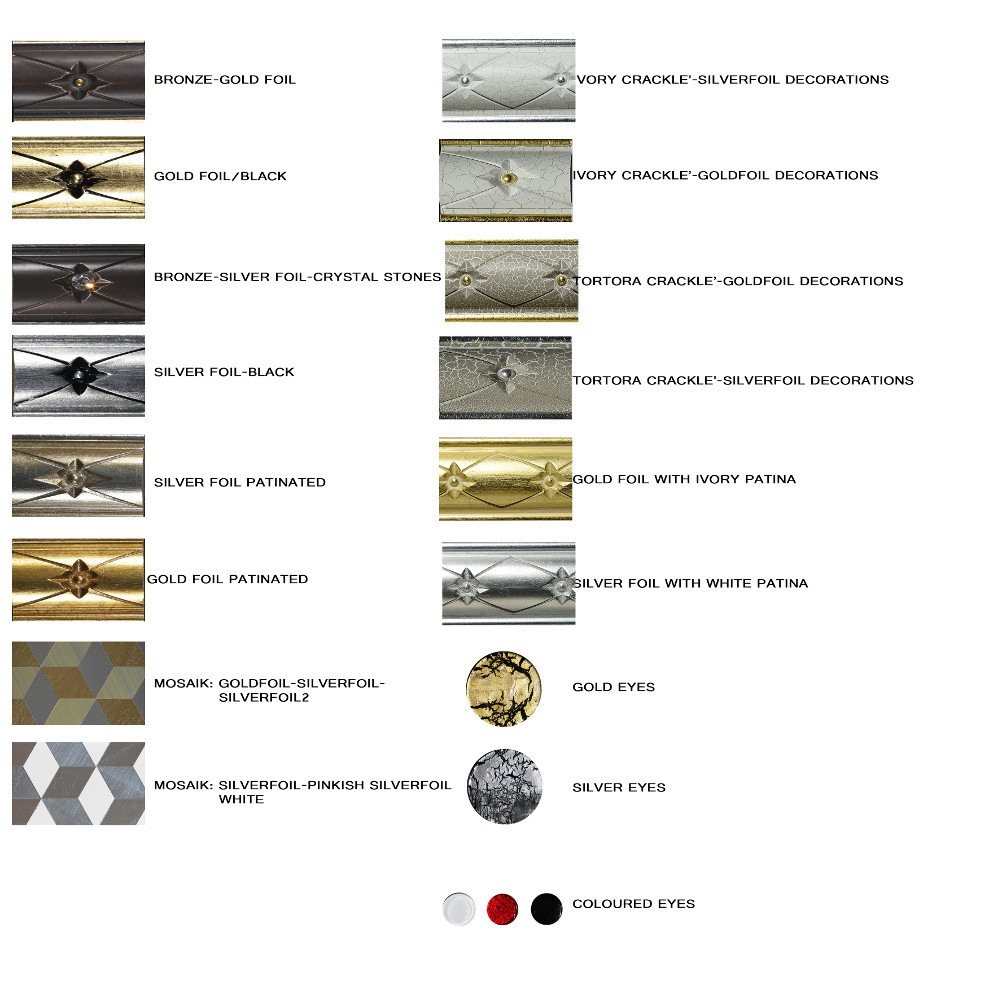 BRONZE-GOLD FOIL
GOLD FOIL/BLACK
BRONZE-SILVER FOIL-CRYSTAL STONES
SILVER FOIL-BLACK
SILVER FOIL PATINATED
GOLD FOIL PATINATED
MOSAIK: GOLDFOIL-SILVERFOIL-
SILVERFOIL2
MOSAIK: SILVERFOIL-PINKISH SILVERFOIL
WHITE
IVORY CRACKLE'-SILVERFOIL DECORATIONS
IVORY CRACKLE'-GOLDFOIL DECORATIONS
TORTORA CRACKLE'-GOLDFOIL DECORATIONS
TORTORA CRACKLE'-SILVERFOIL DECORATIONS
GOLD FOIL WITH IVORY PATINA
SILVER FOIL WITH WHITE PATINA
GOLD EYES
SILVER EYES
COLOURED EYES